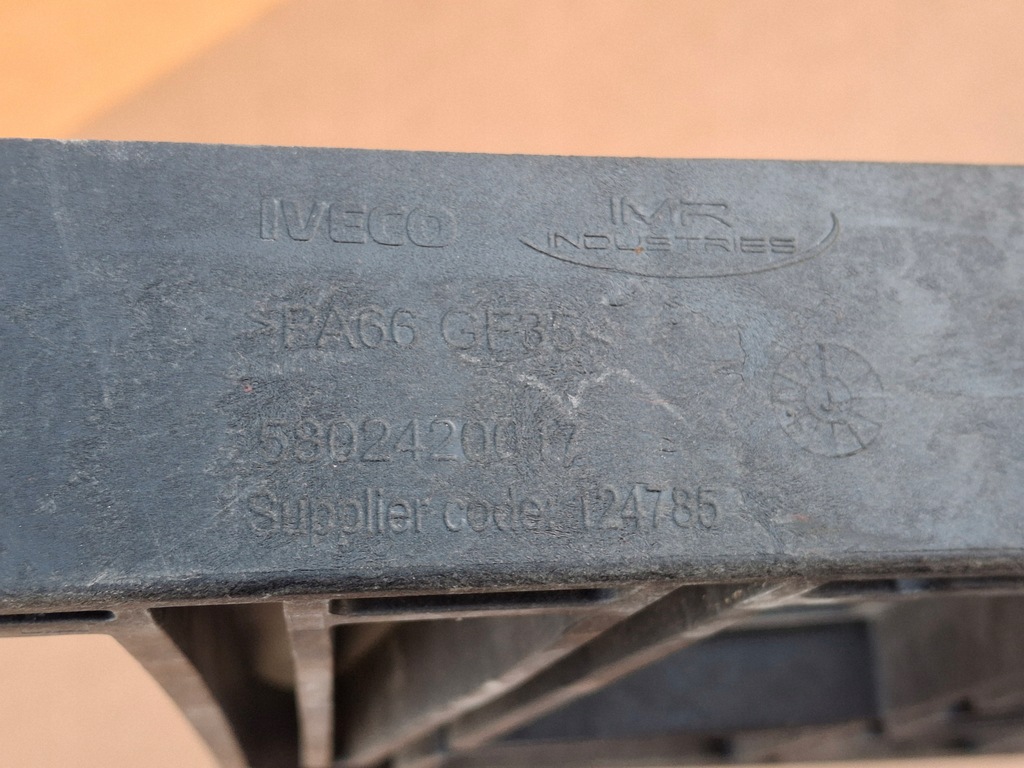 IVECO
IMR
INDUSTRIES
>PA66 GF35<
5802420017
Supplier code: 124785